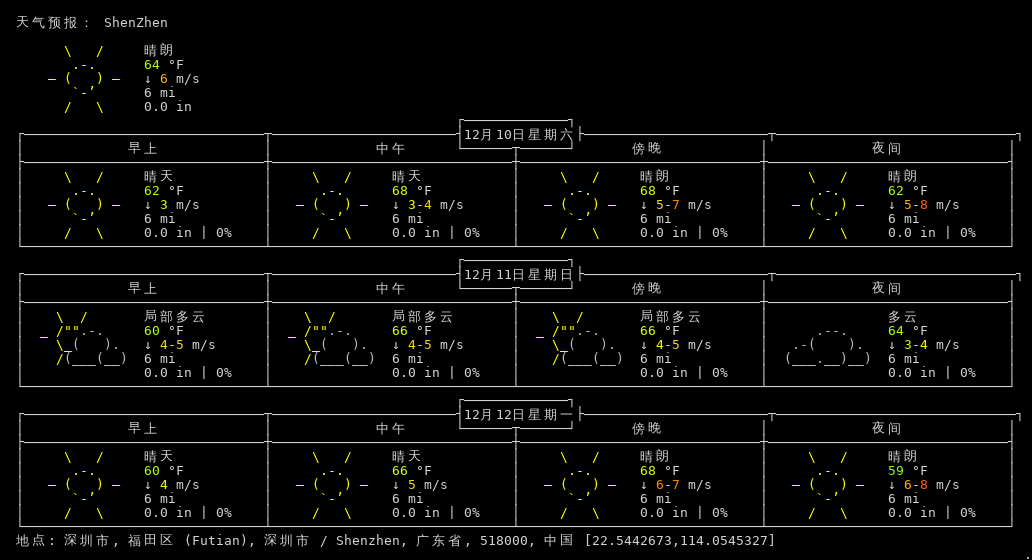 天气预报： ShenZhen
晴朗
64 °F
↓ 6 m/s
6 mi
0.0 in
12月10日星期六
早上 中午 傍晚 夜间
晴天 晴天 晴朗 晴朗
62 °F 68 °F 68 °F 62 °F
↓ 3 m/s ↓ 3-4 m/s ↓ 5-7 m/s ↓ 5-8 m/s
6 mi 6 mi 6 mi 6 mi
0.0 in | 0% 0.0 in | 0% 0.0 in | 0% 0.0 in | 0%
12月11日星期日
早上 中午 傍晚 夜间
局部多云 局部多云 局部多云 多云
60 °F 66 °F 66 °F 64 °F
↓ 4-5 m/s ↓ 4-5 m/s ↓ 4-5 m/s ↓ 3-4 m/s
6 mi 6 mi 6 mi 6 mi
0.0 in | 0% 0.0 in | 0% 0.0 in | 0% 0.0 in | 0%
12月12日星期一
早上 中午 傍晚 夜间
晴天 晴天 晴朗 晴朗
60 °F 66 °F 68 °F 59 °F
↓ 4 m/s ↓ 5 m/s ↓ 6-7 m/s ↓ 6-8 m/s
6 mi 6 mi 6 mi 6 mi
0.0 in | 0% 0.0 in | 0% 0.0 in | 0% 0.0 in | 0%
地点: 深圳市, 福田区 (Futian), 深圳市 / Shenzhen, 广东省, 518000, 中国 [22.5442673,114.0545327]